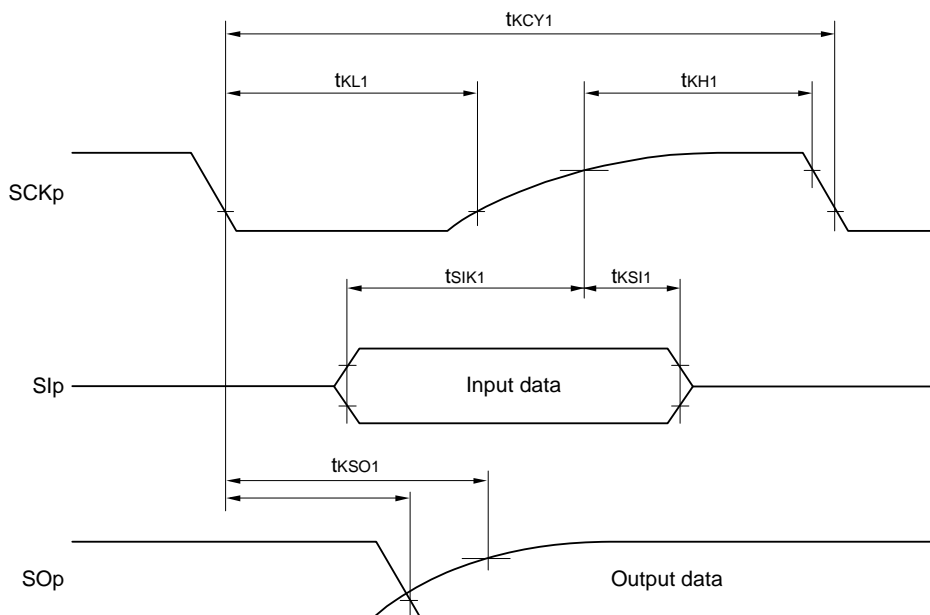 tKCY1
tKL1
tKH1
SCKp
tSIK1
tKSI1
SIp
Input data
tKSO1
SOp
Output data